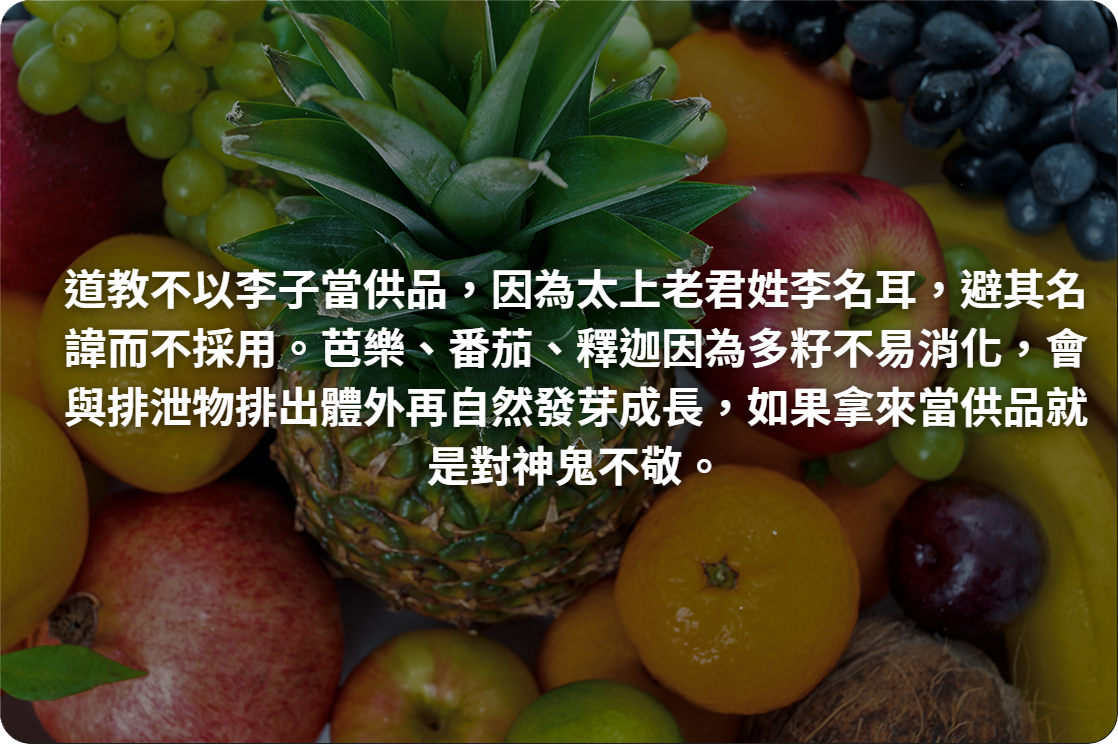 道教不以李子當供品，因為太上老君姓李名耳，避其名
諱而不採用。芭樂、番茄、釋迦因為多籽不易消化，會
與排泄物排出體外再自然發芽成長，如果拿來當供品就
是對神鬼不敬。